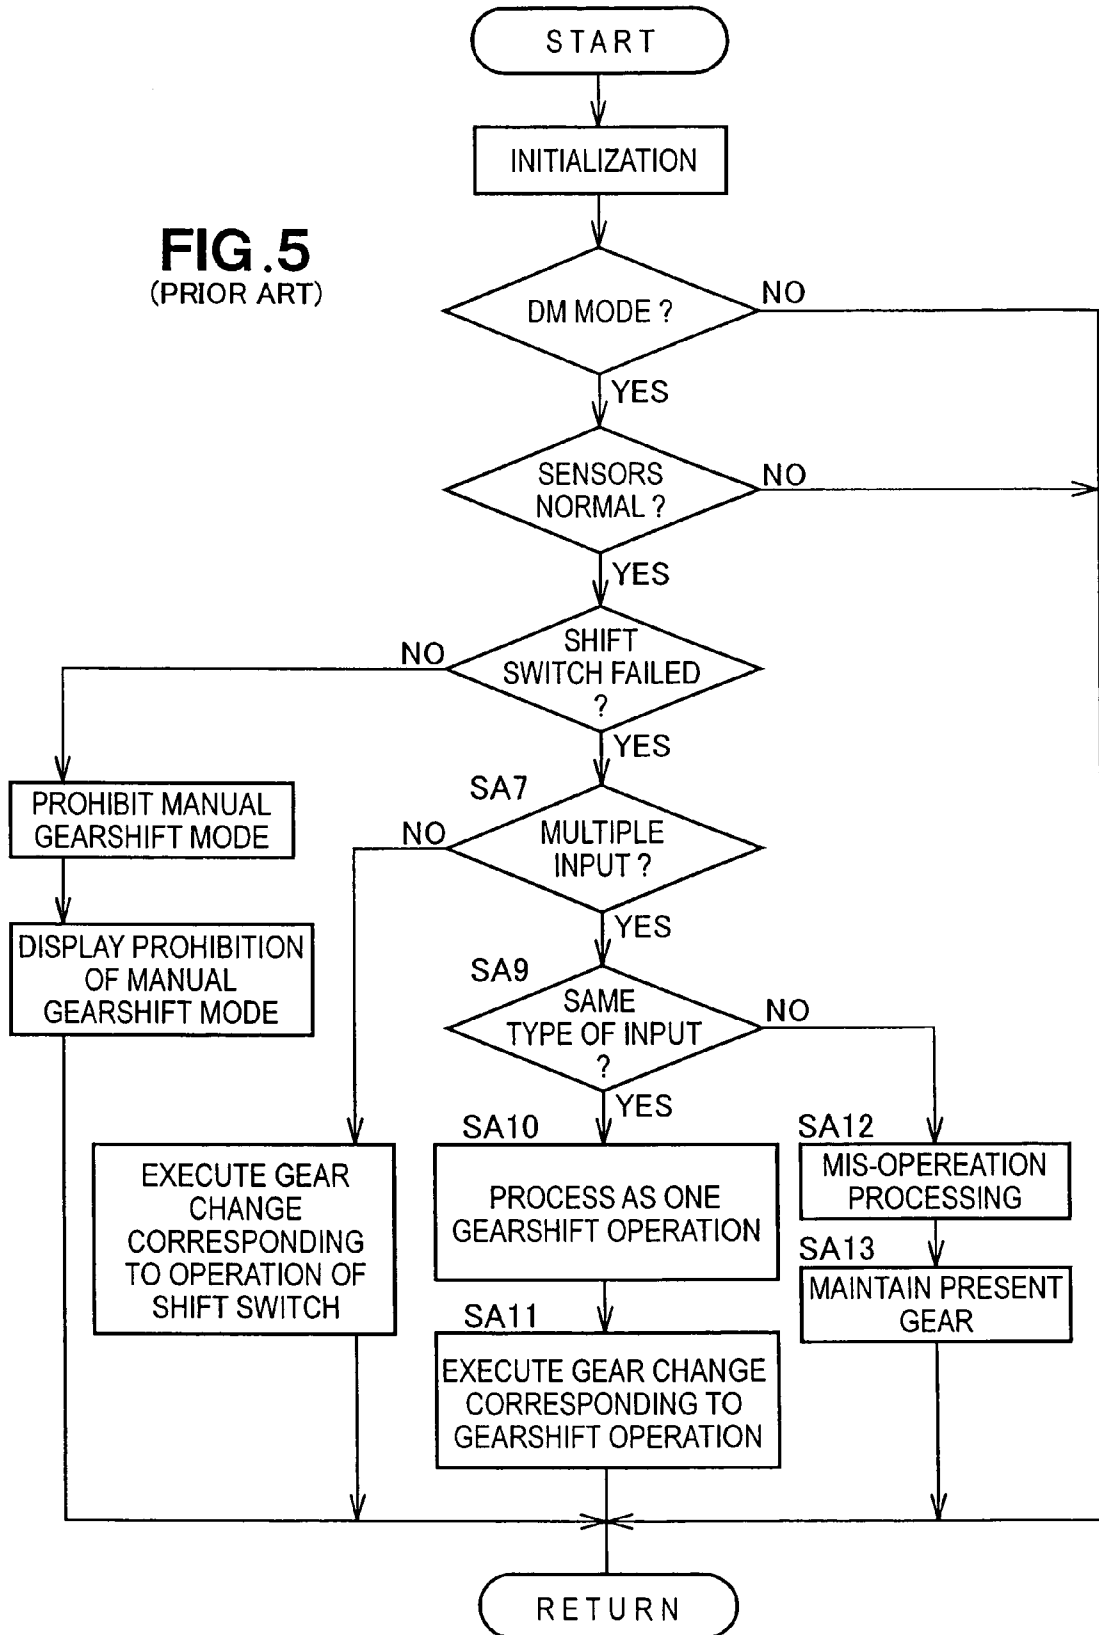 START
INITIALIZATION
FIG.5
(PRIOR ART)
DM MODE ?
NO
YES
SENSORS
NORMAL ?
NO
YES
SHIFT
SWITCH FAILED
?
NO
YES
PROHIBIT MANUAL
GEARSHIFT MODE
DISPLAY PROHIBITION
OF MANUAL
GEARSHIFT MODE
SA7
MULTIPLE
INPUT ?
NO
YES
SA9
SAME
TYPE OF INPUT
?
NO
YES
EXECUTE GEAR
CHANGE
CORRESPONDING
TO OPERATION OF
SHIFT SWITCH
SA10
PROCESS AS ONE
GEARSHIFT OPERATION
SA11
EXECUTE GEAR CHANGE
CORRESPONDING TO
GEARSHIFT OPERATION
SA12
MIS-OPEREATION
PROCESSING
SA13
MAINTAIN PRESENT
GEAR
RETURN